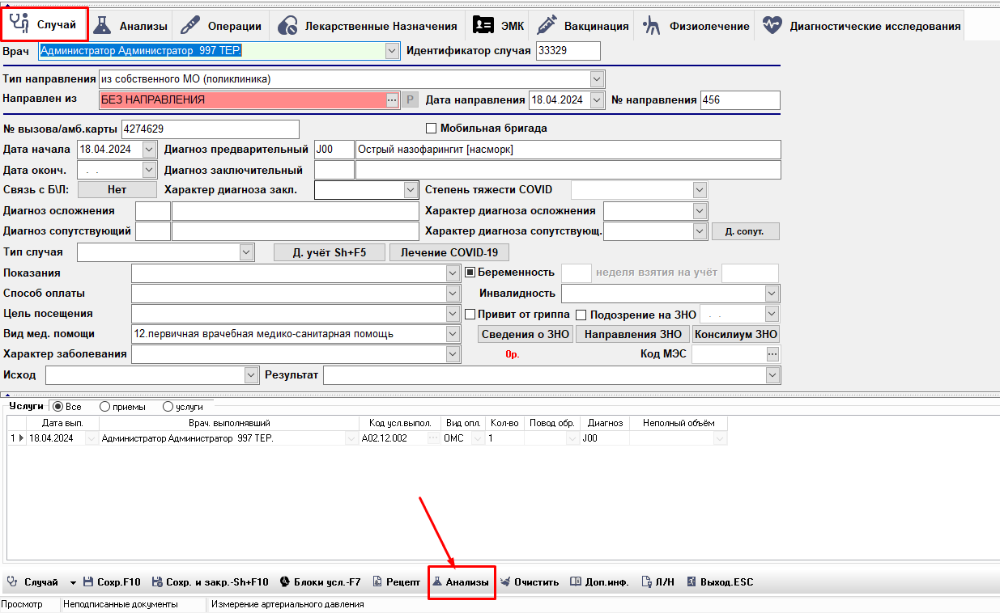 Случай Анализы Операции Лекарственные Назначения ЭМК Вакцинация Физиолечение Диагностические исследования
Врач Администратор Администратор 997 ТЕР. Идентификатор случая 33329
Тип направления из собственного МО (поликлиника)
Направлен из БЕЗ НАПРАВЛЕНИЯ ... Р Дата направления 18.04.2024 № направления 456
№ вызова/амб.карты 4274629 Мобильная бригада
Дата начала 18.04.2024 Диагноз предварительный J00 Острый назофарингит [насморк]
Дата оконч. . . Диагноз заключительный
Связь с Б\Л: Нет Характер диагноза закл. Степень тяжести COVID
Диагноз осложнения Характер диагноза осложнения
Диагноз сопутствующий Характер диагноза сопутствующ. Д. сопут.
Тип случая Д. учёт Sh+F5 Лечение COVID-19
Показания Беременность неделя взятия на учёт
Способ оплаты Инвалидность
Цель посещения Привит от гриппа Подозрение на ЗНО . .
Вид мед. помощи 12.первичная врачебная медико-санитарная помощь Сведения о ЗНО Направления ЗНО Консилиум ЗНО
Характер заболевания 0р. Код МЭС ...
Исход Результат
Услуги Все приемы услуги
Дата вып. Врач. выполнявший Код усл.выпол. Вид опл. Кол-во Повод обр. Диагноз Неполный объём
1 18.04.2024 Администратор Администратор 997 ТЕР. A02.12.002 ... ОМС 1 J00
Случай Сохр.F10 Сохр. и закр.-Sh+F10 Блоки усл.-F7 Рецепт Анализы Очистить Доп.инф. Л/Н Выход.ESC
Просмотр Неподписанные документы Измерение артериального давления